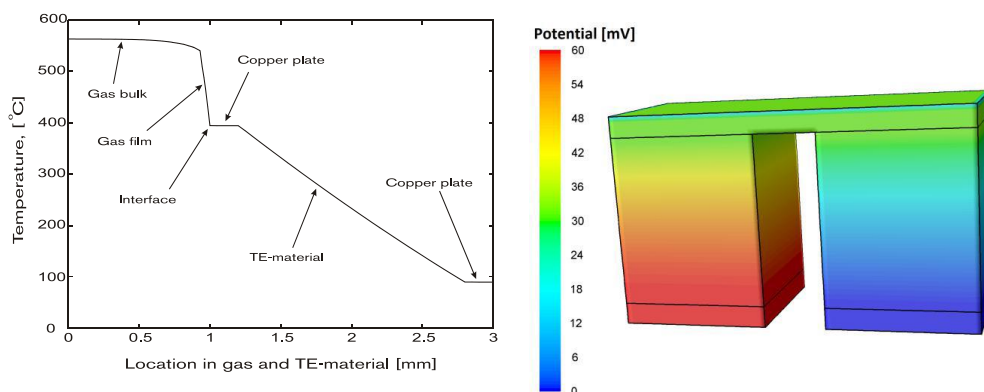 600
500
400
300
200
100
0
Temperature, [°C]
Gas bulk
Gas film
Interface
Copper plate
TE-material
Copper plate
0 0.5 1 1.5 2 2.5 3
Location in gas and TE-material [mm]
Potential [mV]
60
54
48
42
36
30
24
18
12
6
0